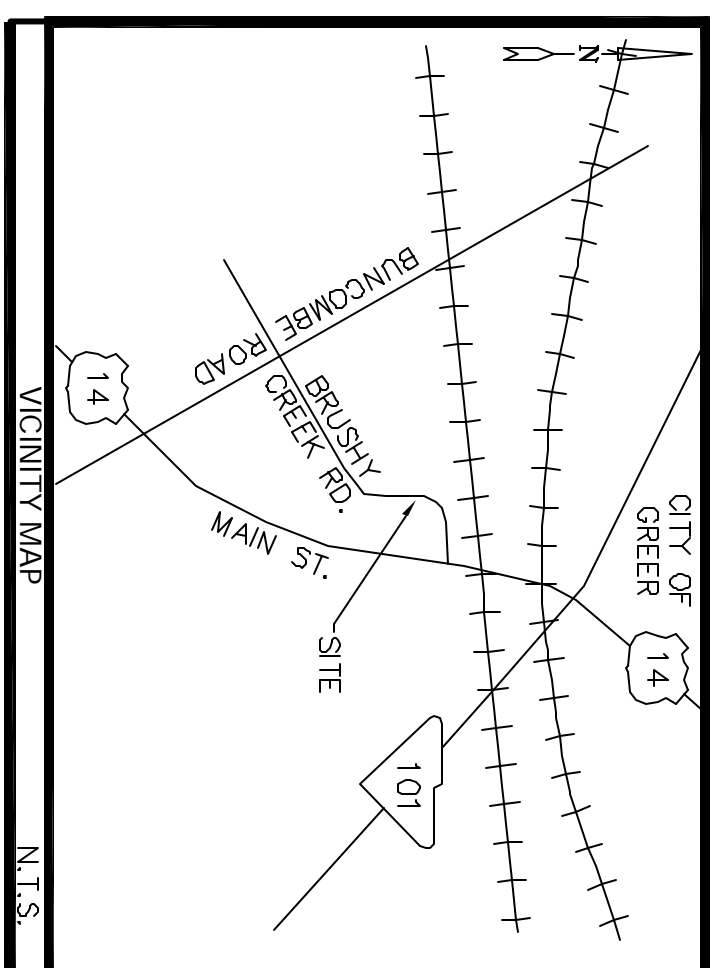 N
CITY OF
GREER
14
BUNCOMBE ROAD
BRUSHY
CREEK RD.
101
SITE
MAIN ST.
14
VICINITY MAP
N.T.S.